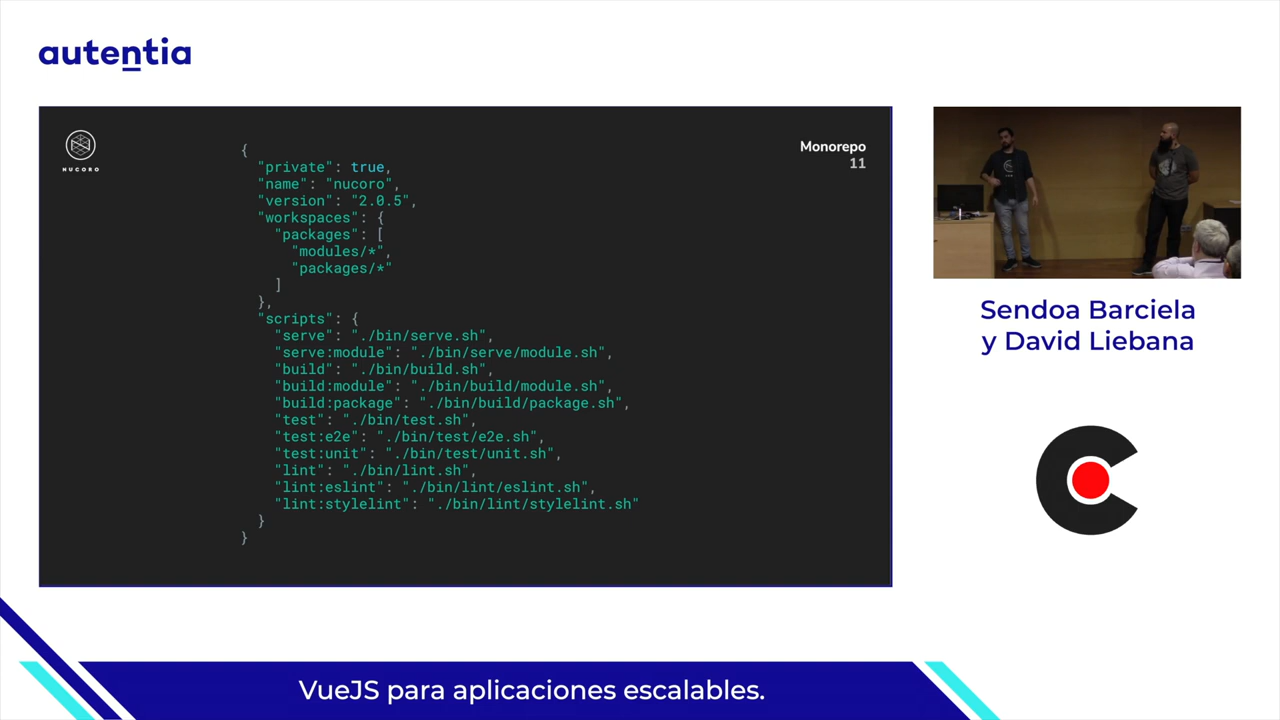 autentia
NUCORO
Monorepo
11
{
"private": true,
"name": "nucoro",
"version": "2.0.5",
"workspaces": {
"packages": [
"modules/*",
"packages/*"
]
},
"scripts": {
"serve": "./bin/serve.sh",
"serve:module": "./bin/serve/module.sh",
"build": "./bin/build.sh",
"build:module": "./bin/build/module.sh",
"build:package": "./bin/build/package.sh",
"test": "./bin/test.sh",
"test:e2e": "./bin/test/e2e.sh",
"test:unit": "./bin/test/unit.sh",
"lint": "./bin/lint.sh",
"lint:eslint": "./bin/lint/eslint.sh",
"lint:stylelint": "./bin/lint/stylelint.sh"
}
}
Sendoa Barciela
y David Liebana
VueJS para aplicaciones escalables.